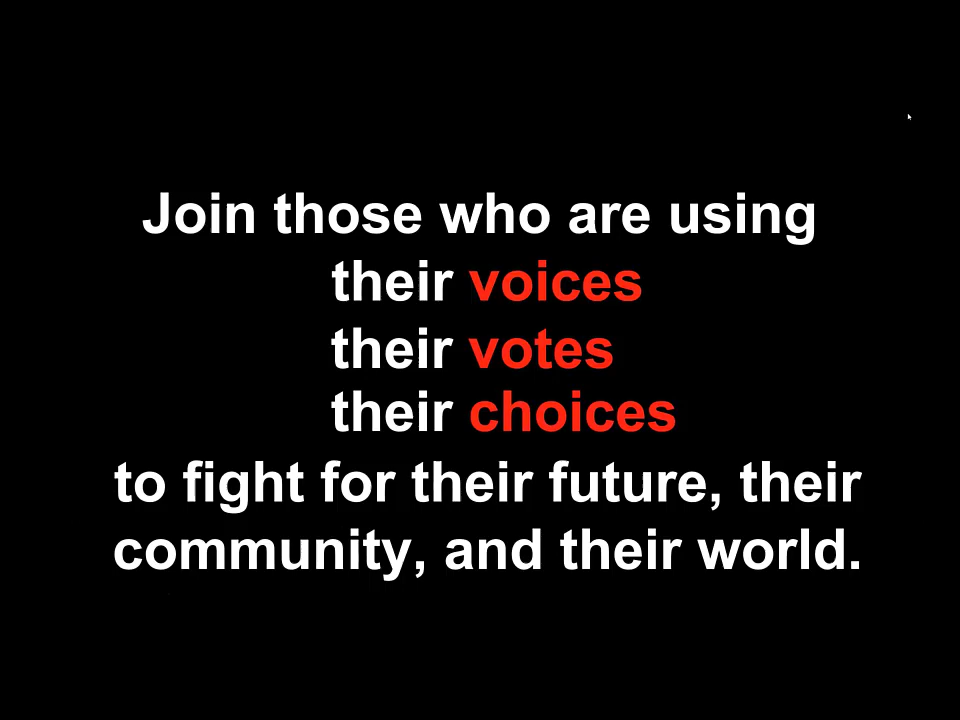 Join those who are using
their voices
their votes
their choices
to fight for their future, their
community, and their world.